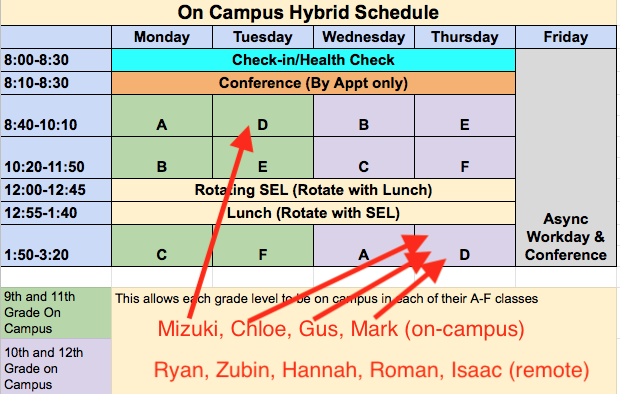 On Campus Hybrid Schedule
Monday Tuesday Wednesday Thursday Friday
8:00-8:30 Check-in/Health Check
8:10-8:30 Conference (By Appt only)
8:40-10:10 A D B E
10:20-11:50 B E C F
12:00-12:45 Rotating SEL (Rotate with Lunch)
12:55-1:40 Lunch (Rotate with SEL)
1:50-3:20 C F A D
Async
Workday &
Conference
9th and 11th
Grade On
Campus
This allows each grade level to be on campus in each of their A-F classes
Mizuki, Chloe, Gus, Mark (on-campus)
10th and 12th
Grade on
Campus
Ryan, Zubin, Hannah, Roman, Isaac (remote)